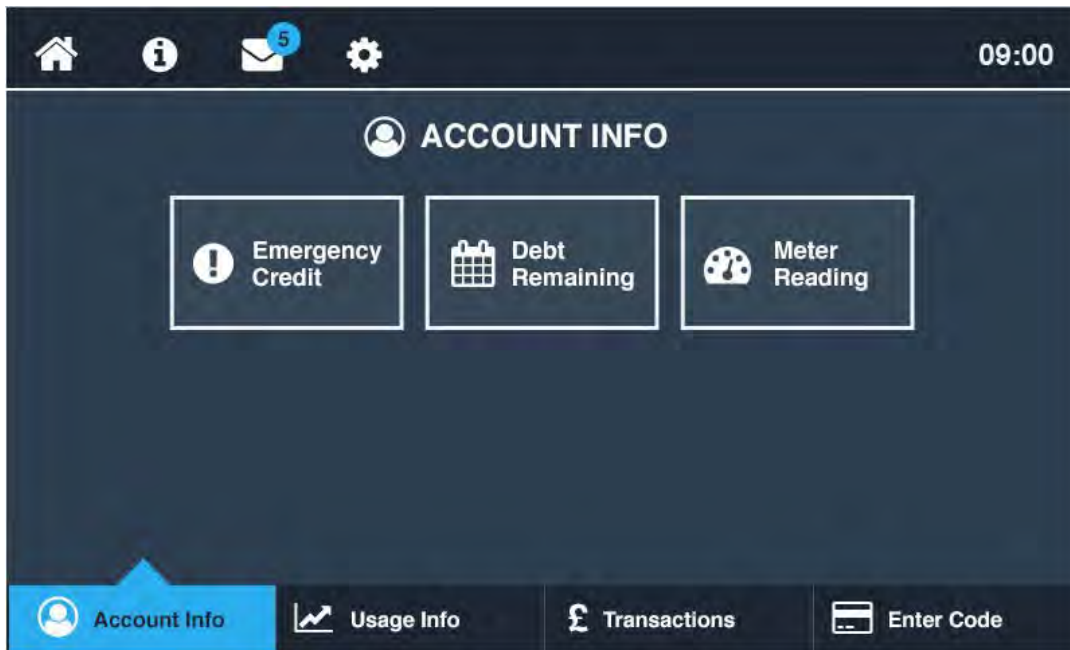 5
09:00
ACCOUNT INFO
Emergency
Credit
Debt
Remaining
Meter
Reading
Account Info
Usage Info
£ Transactions
Enter Code